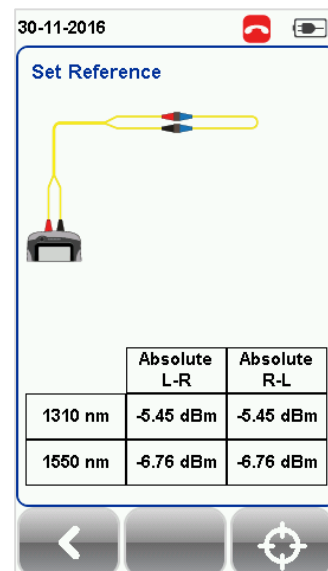 30-11-2016
Set Reference
Absolute L-R
Absolute R-L
1310 nm -5.45 dBm -5.45 dBm
1550 nm -6.76 dBm -6.76 dBm